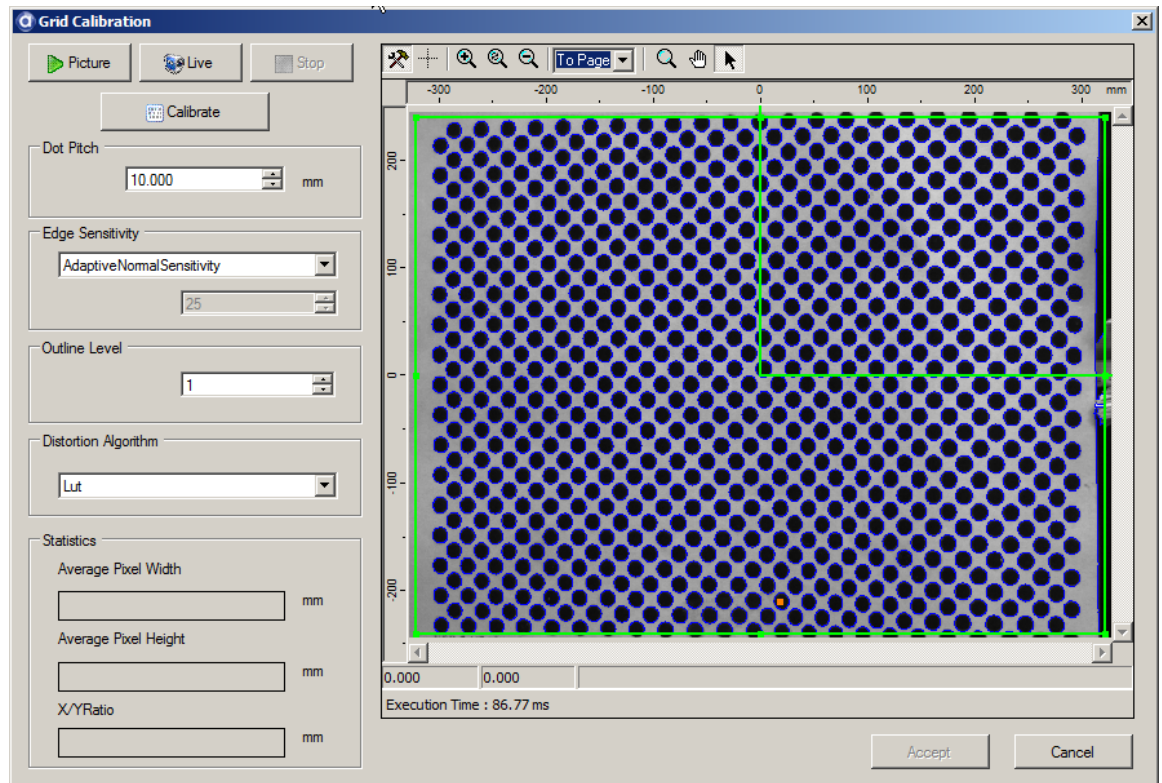 Grid Calibration
Picture
Live
Stop
Calibrate
Dot Pitch
10.000
mm
Edge Sensitivity
AdaptiveNormalSensitivity
25
Outline Level
1
Distortion Algorithm
Lut
Statistics
Average Pixel Width
mm
Average Pixel Height
mm
X/YRatio
mm
To Page
-300 -200 -100 0 100 200 300 mm
200
100
0
-100
-200
0.000 0.000
Execution Time : 86.77 ms
Accept
Cancel